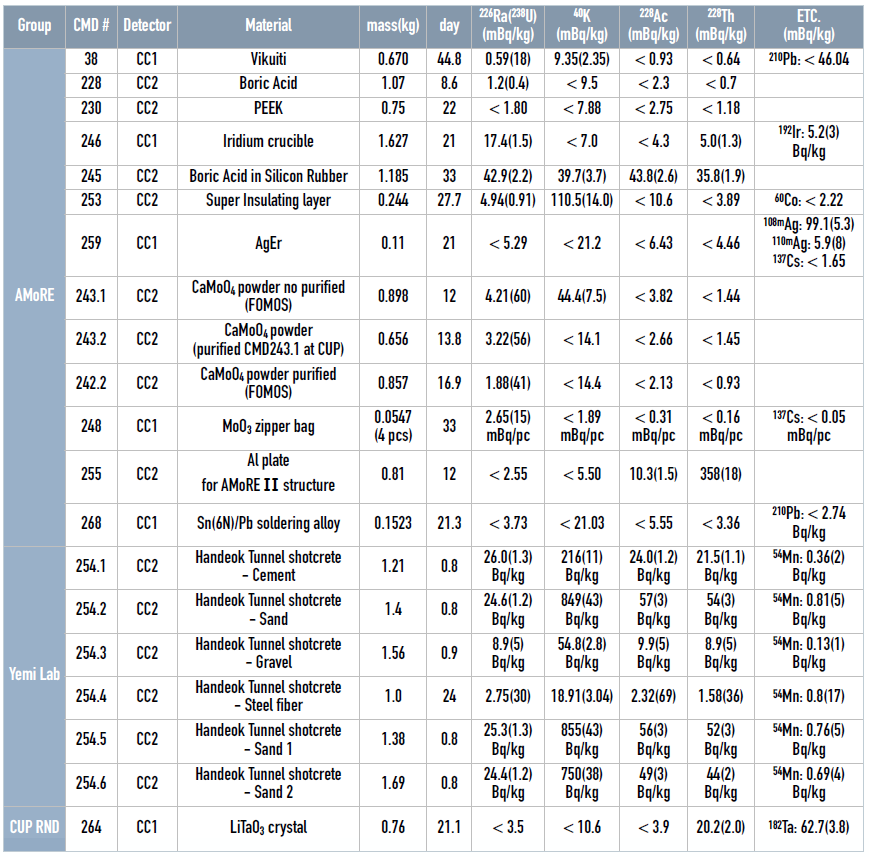 Group CMD # Detector Material mass(kg) day ²²⁶Ra(²³⁸U) (mBq/kg) ⁴⁰K (mBq/kg) ²²⁸Ac (mBq/kg) ²²⁸Th (mBq/kg) ETC. (mBq/kg)
AMoRE
38 CC1 Vikuiti 0.670 44.8 0.59(18) 9.35(2.35) < 0.93 < 0.64 ²¹⁰Pb: < 46.04
228 CC2 Boric Acid 1.07 8.6 1.2(0.4) < 9.5 < 2.3 < 0.7
230 CC2 PEEK 0.75 22 < 1.80 < 7.88 < 2.75 < 1.18
246 CC1 Iridium crucible 1.627 21 17.4(1.5) < 7.0 < 4.3 5.0(1.3) ¹⁹²Ir: 5.2(3) Bq/kg
245 CC2 Boric Acid in Silicon Rubber 1.185 33 42.9(2.2) 39.7(3.7) 43.8(2.6) 35.8(1.9)
253 CC2 Super Insulating layer 0.244 27.7 4.94(0.91) 110.5(14.0) < 10.6 < 3.89 ⁶⁰Co: < 2.22
259 CC1 AgEr 0.11 21 < 5.29 < 21.2 < 6.43 < 4.46 ¹⁰⁸ᵐAg: 99.1(5.3) ¹¹⁰ᵐAg: 5.9(8) ¹³⁷Cs: < 1.65
243.1 CC2 CaMoO₄ powder no purified (FOMOS) 0.898 12 4.21(60) 44.4(7.5) < 3.82 < 1.44
243.2 CC2 CaMoO₄ powder (purified CMD243.1 at CUP) 0.656 13.8 3.22(56) < 14.1 < 2.66 < 1.45
242.2 CC2 CaMoO₄ powder purified (FOMOS) 0.857 16.9 1.88(41) < 14.4 < 2.13 < 0.93
248 CC1 MoO₃ zipper bag 0.0547 (4 pcs) 33 2.65(15) mBq/pc < 1.89 mBq/pc < 0.31 mBq/pc < 0.16 mBq/pc ¹³⁷Cs: < 0.05 mBq/pc
255 CC2 Al plate for AMoRE II structure 0.81 12 < 2.55 < 5.50 10.3(1.5) 358(18)
268 CC1 Sn(6N)/Pb soldering alloy 0.1523 21.3 < 3.73 < 21.03 < 5.55 < 3.36 ²¹⁰Pb: < 2.74 Bq/kg
Yemi Lab
254.1 CC2 Handeok Tunnel shotcrete - Cement 1.21 0.8 26.0(1.3) Bq/kg 216(11) Bq/kg 24.0(1.2) Bq/kg 21.5(1.1) Bq/kg ⁵⁴Mn: 0.36(2) Bq/kg
254.2 CC2 Handeok Tunnel shotcrete - Sand 1.4 0.8 24.6(1.2) Bq/kg 849(43) Bq/kg 57(3) Bq/kg 54(3) Bq/kg ⁵⁴Mn: 0.81(5) Bq/kg
254.3 CC2 Handeok Tunnel shotcrete - Gravel 1.56 0.9 8.9(5) Bq/kg 54.8(2.8) Bq/kg 9.9(5) Bq/kg 8.9(5) Bq/kg ⁵⁴Mn: 0.13(1) Bq/kg
254.4 CC2 Handeok Tunnel shotcrete - Steel fiber 1.0 24 2.75(30) 18.91(3.04) 2.32(69) 1.58(36) ⁵⁴Mn: 0.8(17)
254.5 CC2 Handeok Tunnel shotcrete - Sand 1 1.38 0.8 25.3(1.3) Bq/kg 855(43) Bq/kg 56(3) Bq/kg 52(3) Bq/kg ⁵⁴Mn: 0.76(5) Bq/kg
254.6 CC2 Handeok Tunnel shotcrete - Sand 2 1.69 0.8 24.4(1.2) Bq/kg 750(38) Bq/kg 49(3) Bq/kg 44(2) Bq/kg ⁵⁴Mn: 0.69(4) Bq/kg
CUP RND 264 CC1 LiTaO₃ crystal 0.76 21.1 < 3.5 < 10.6 < 3.9 20.2(2.0) ¹⁸²Ta: 62.7(3.8)